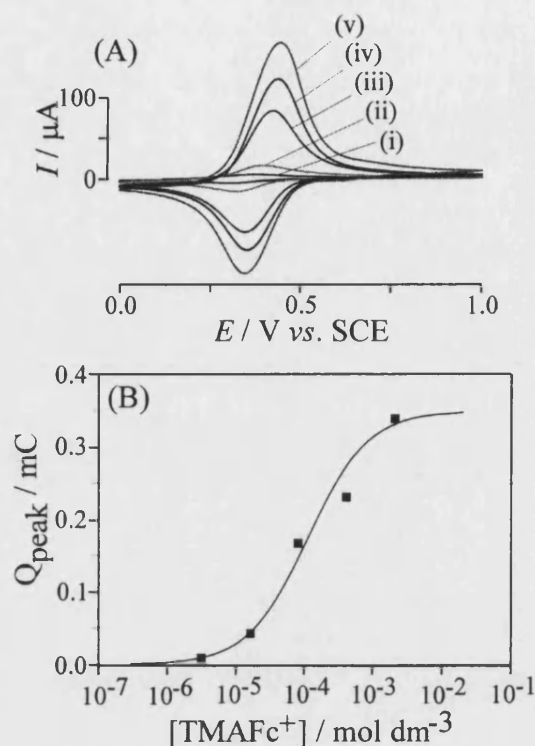 (A)
(v)
(iv)
(iii)
(ii)
(i)
100
0
I / μA
0.0 0.5 1.0
E / V vs. SCE
(B)
0.4
0.3
0.2
0.1
0.0
Q_peak / mC
10⁻⁷ 10⁻⁶ 10⁻⁵ 10⁻⁴ 10⁻³ 10⁻² 10⁻¹
[TMAFc⁺] / mol dm⁻³